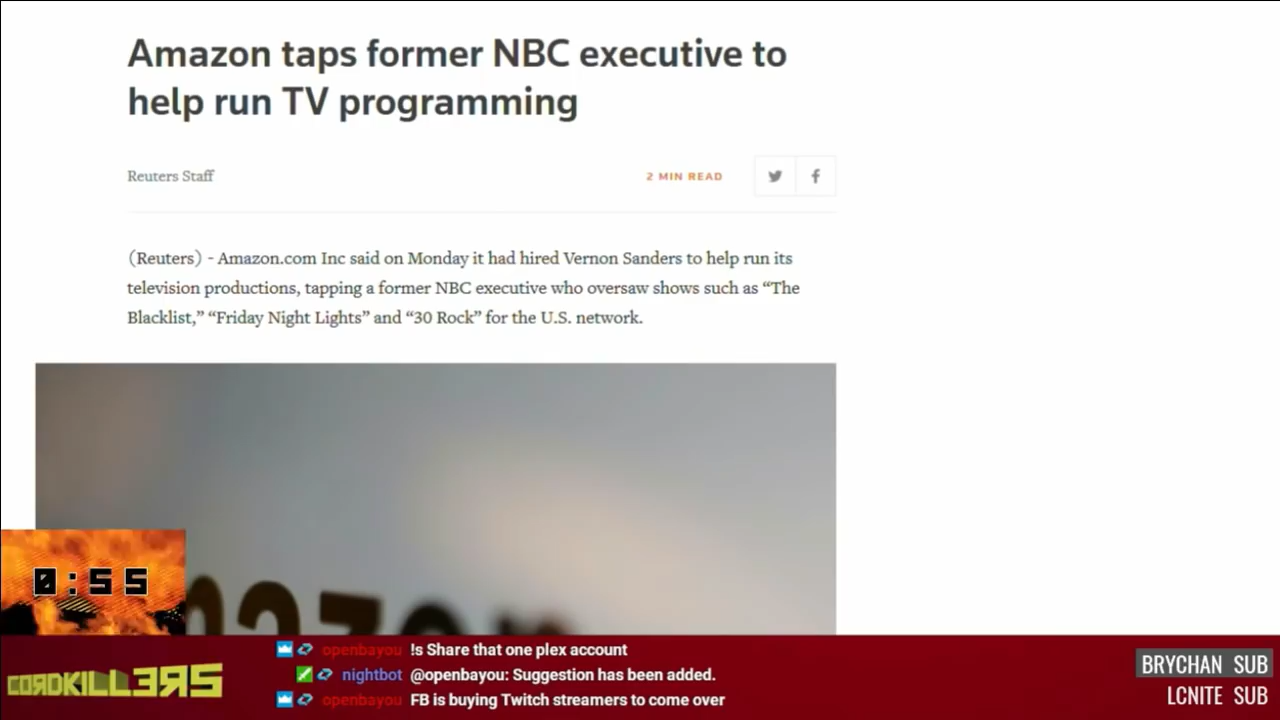 Amazon taps former NBC executive to
help run TV programming
Reuters Staff
2 MIN READ
(Reuters) - Amazon.com Inc said on Monday it had hired Vernon Sanders to help run its
television productions, tapping a former NBC executive who oversaw shows such as “The
Blacklist,” “Friday Night Lights” and “30 Rock” for the U.S. network.
amazon
0:55
CORDKILL3RS
openbayou !s Share that one plex account
nightbot @openbayou: Suggestion has been added.
openbayou FB is buying Twitch streamers to come over
BRYCHAN SUB
LCNITE SUB